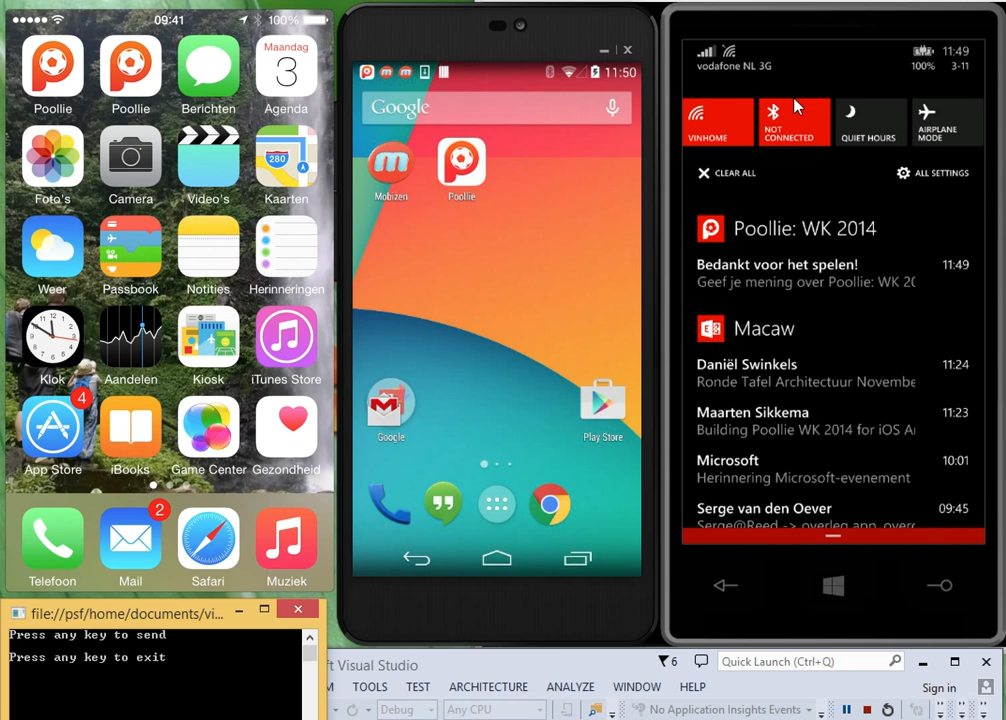 09:41
100%
Poollie
Poollie
Berichten
Maandag
3
Agenda
Foto's
Camera
Video's
280
Kaarten
Weer
Passbook
Notities
Herinneringen
Klok
Aandelen
Kiosk
iTunes Store
4
App Store
iBooks
Game Center
Gezondheid
2
Telefoon
Mail
Safari
Muziek
11:50
Google
Mobizen
Poollie
Google
Play Store
vodafone NL 3G
100%
11:49
3-11
VINHOME
NOT CONNECTED
QUIET HOURS
AIRPLANE MODE
CLEAR ALL
ALL SETTINGS
Poollie: WK 2014
Bedankt voor het spelen! 11:49
Geef je mening over Poollie: WK 20
Macaw
Daniël Swinkels 11:24
Ronde Tafel Architectuur Novembe
Maarten Sikkema 11:23
Building Poollie WK 2014 for iOS A
Microsoft 10:01
Herinnering Microsoft-evenement
Serge van den Oever 09:45
Serge@Reed -> overleg app, over
file://psf/home/documents/vi...
Press any key to send
Press any key to exit
ft Visual Studio
6
Quick Launch (Ctrl+Q)
M TOOLS TEST ARCHITECTURE ANALYZE WINDOW HELP
Sign in
Debug
Any CPU
No Application Insights Events